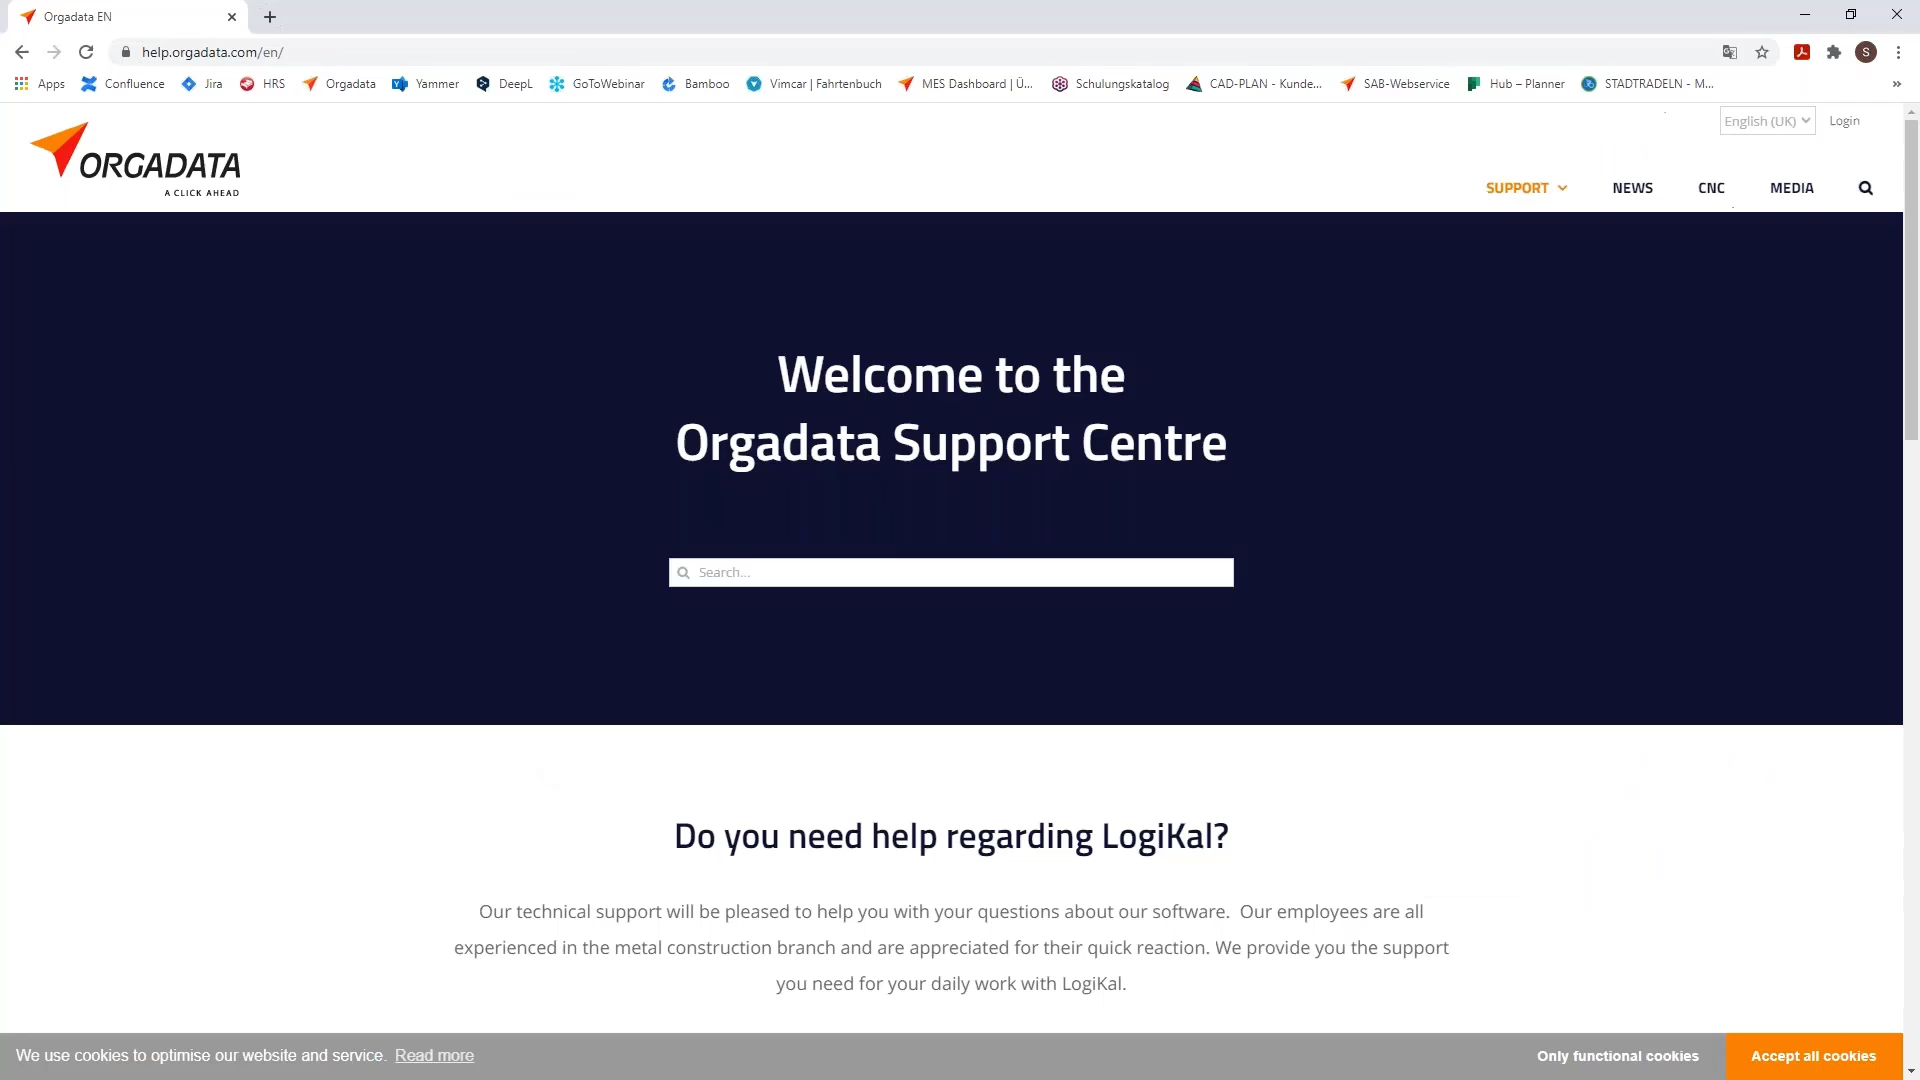 Orgadata EN
help.orgadata.com/en/
S
Apps Confluence Jira HRS Orgadata Yammer DeepL GoToWebinar Bamboo Vimcar | Fahrtenbuch MES Dashboard | Ü... Schulungskatalog CAD-PLAN - Kunde... SAB-Webservice Hub – Planner STADTRADELN - M... »
English (UK) Login
ORGADATA
A CLICK AHEAD
SUPPORT NEWS CNC MEDIA
Welcome to the
Orgadata Support Centre
Search...
Do you need help regarding LogiKal?
Our technical support will be pleased to help you with your questions about our software. Our employees are all
experienced in the metal construction branch and are appreciated for their quick reaction. We provide you the support
you need for your daily work with LogiKal.
We use cookies to optimise our website and service. Read more Only functional cookies Accept all cookies